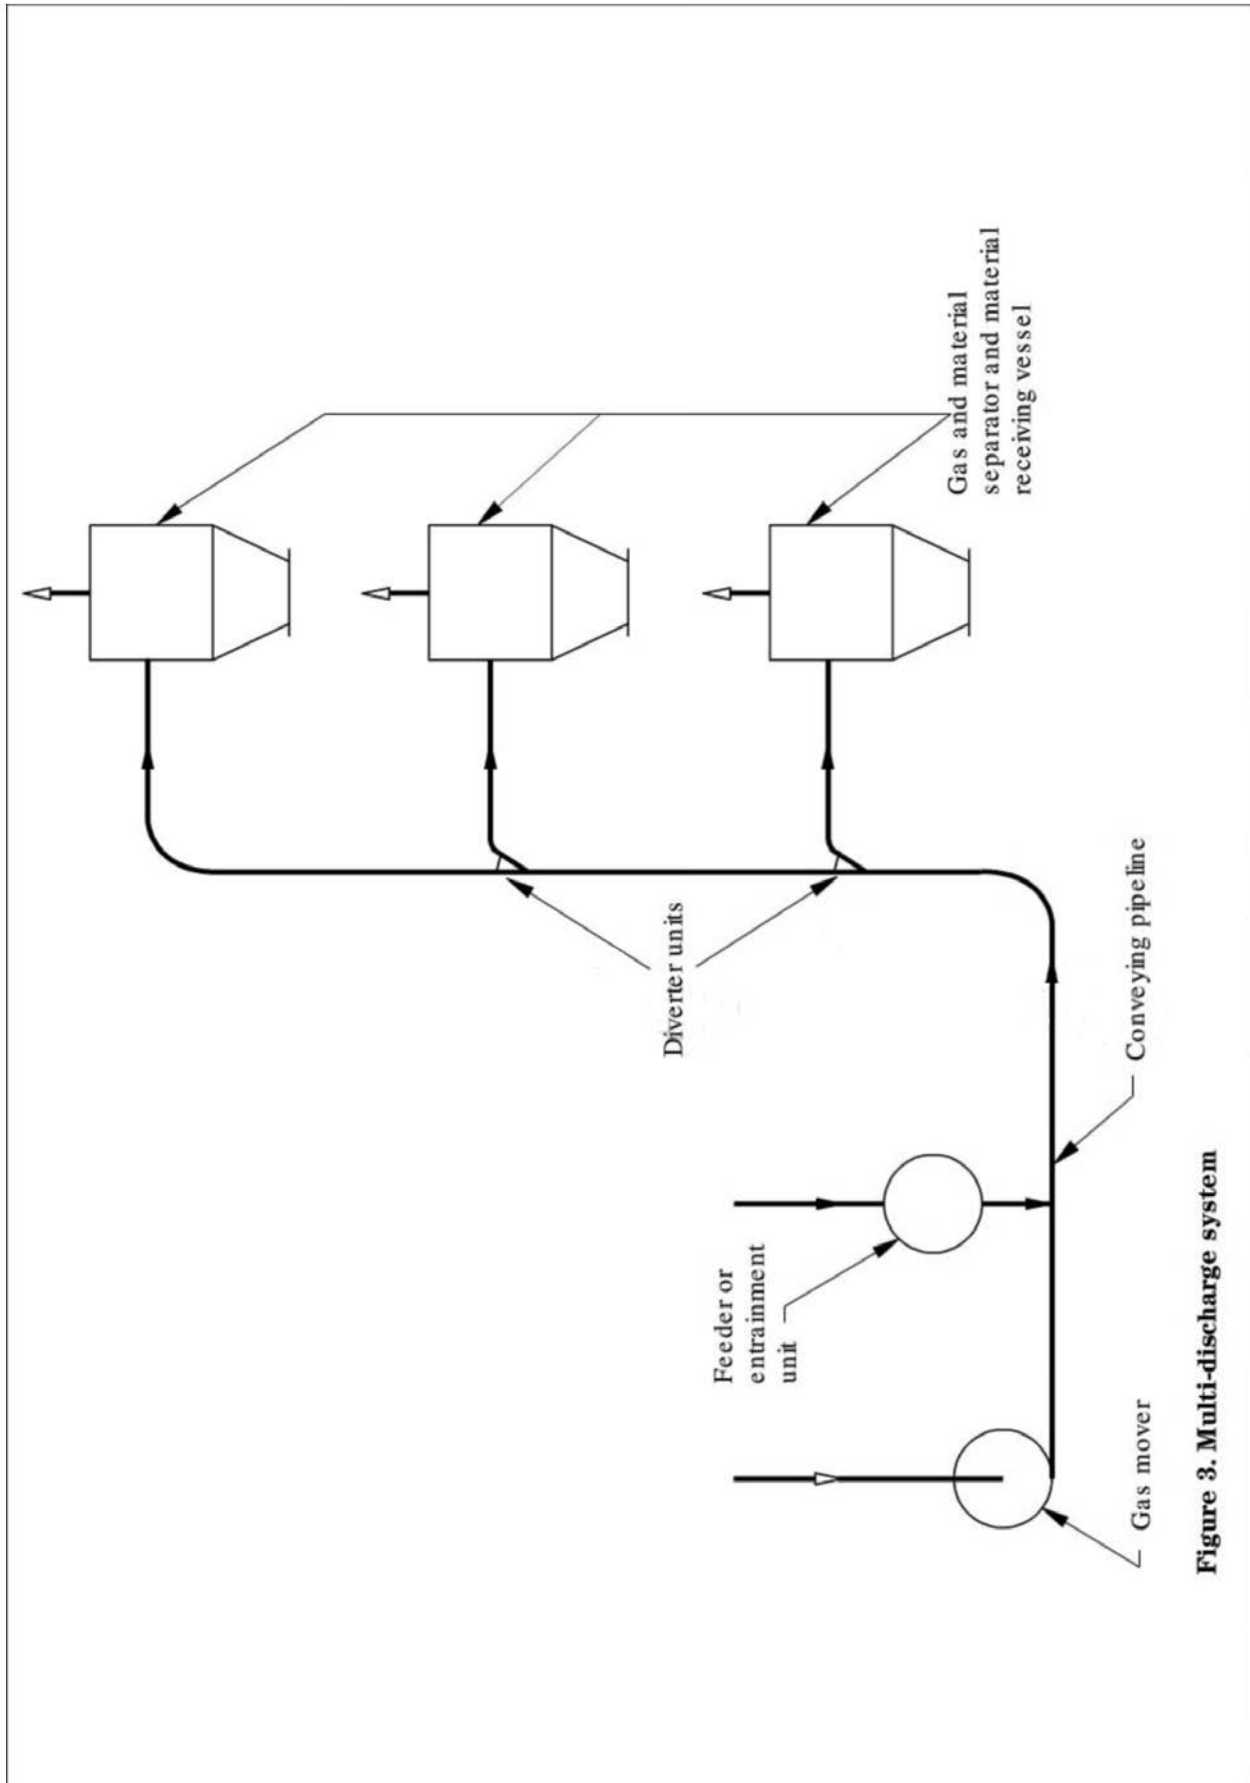 Gas and material
separator and material
receiving vessel
Diverter units
Feeder or
entrainment
unit
Conveying pipeline
Gas mover
Figure 3. Multi-discharge system